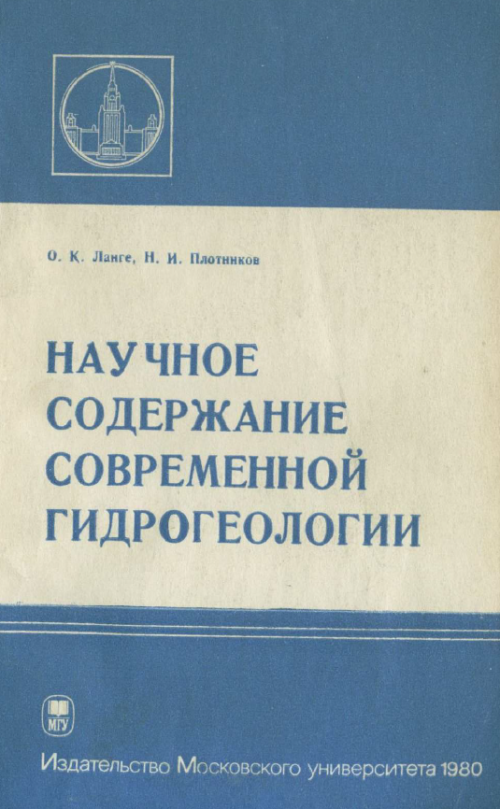 О. К. Ланге, Н. И. Плотников
НАУЧНОЕ
СОДЕРЖАНИЕ
СОВРЕМЕННОЙ
ГИДРОГЕОЛОГИИ
МГУ
Издательство Московского университета 1980